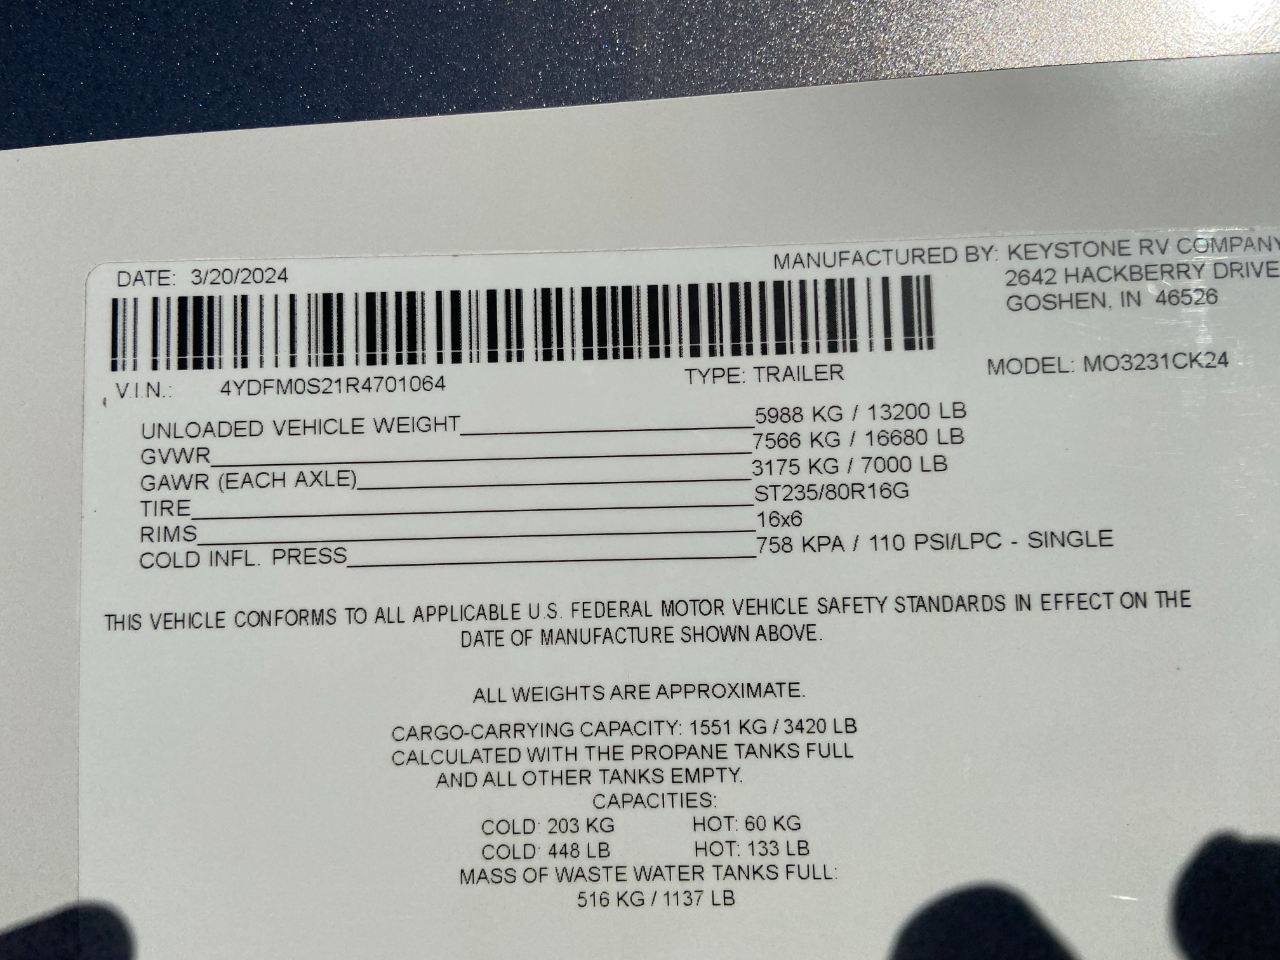 DATE: 3/20/2024
MANUFACTURED BY: KEYSTONE RV COMPANY
2642 HACKBERRY DRIVE
GOSHEN, IN 46526
V.I.N.: 4YDFM0S21R4701064 TYPE: TRAILER MODEL: MO3231CK24
UNLOADED VEHICLE WEIGHT 5988 KG / 13200 LB
GVWR 7566 KG / 16680 LB
GAWR (EACH AXLE) 3175 KG / 7000 LB
TIRE ST235/80R16G
RIMS 16x6
COLD INFL. PRESS 758 KPA / 110 PSI/LPC - SINGLE
THIS VEHICLE CONFORMS TO ALL APPLICABLE U.S. FEDERAL MOTOR VEHICLE SAFETY STANDARDS IN EFFECT ON THE
DATE OF MANUFACTURE SHOWN ABOVE.
ALL WEIGHTS ARE APPROXIMATE.
CARGO-CARRYING CAPACITY: 1551 KG / 3420 LB
CALCULATED WITH THE PROPANE TANKS FULL
AND ALL OTHER TANKS EMPTY.
CAPACITIES:
COLD: 203 KG HOT: 60 KG
COLD: 448 LB HOT: 133 LB
MASS OF WASTE WATER TANKS FULL:
516 KG / 1137 LB